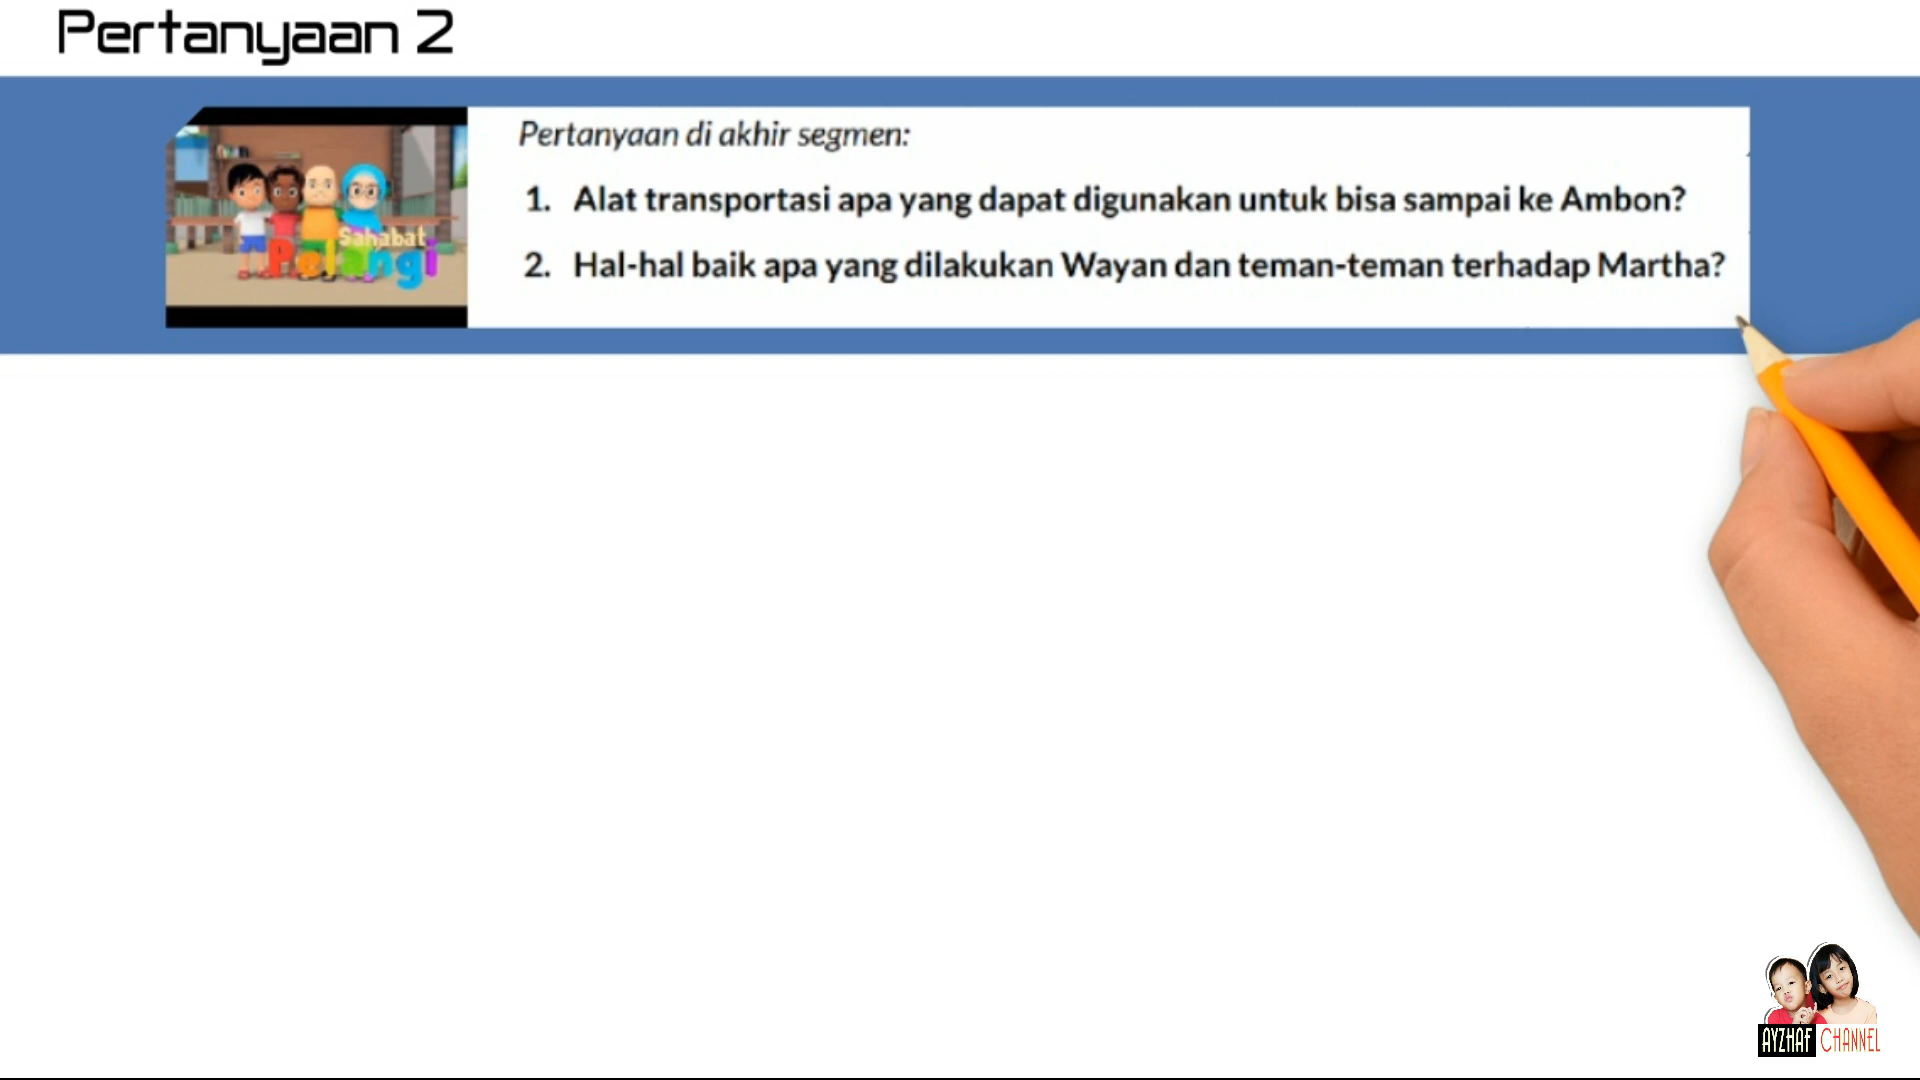 Pertanyaan 2
Pertanyaan di akhir segmen:
1. Alat transportasi apa yang dapat digunakan untuk bisa sampai ke Ambon?
2. Hal-hal baik apa yang dilakukan Wayan dan teman-teman terhadap Martha?
Sahabat
Pelangi
AYZHAF CHANNEL